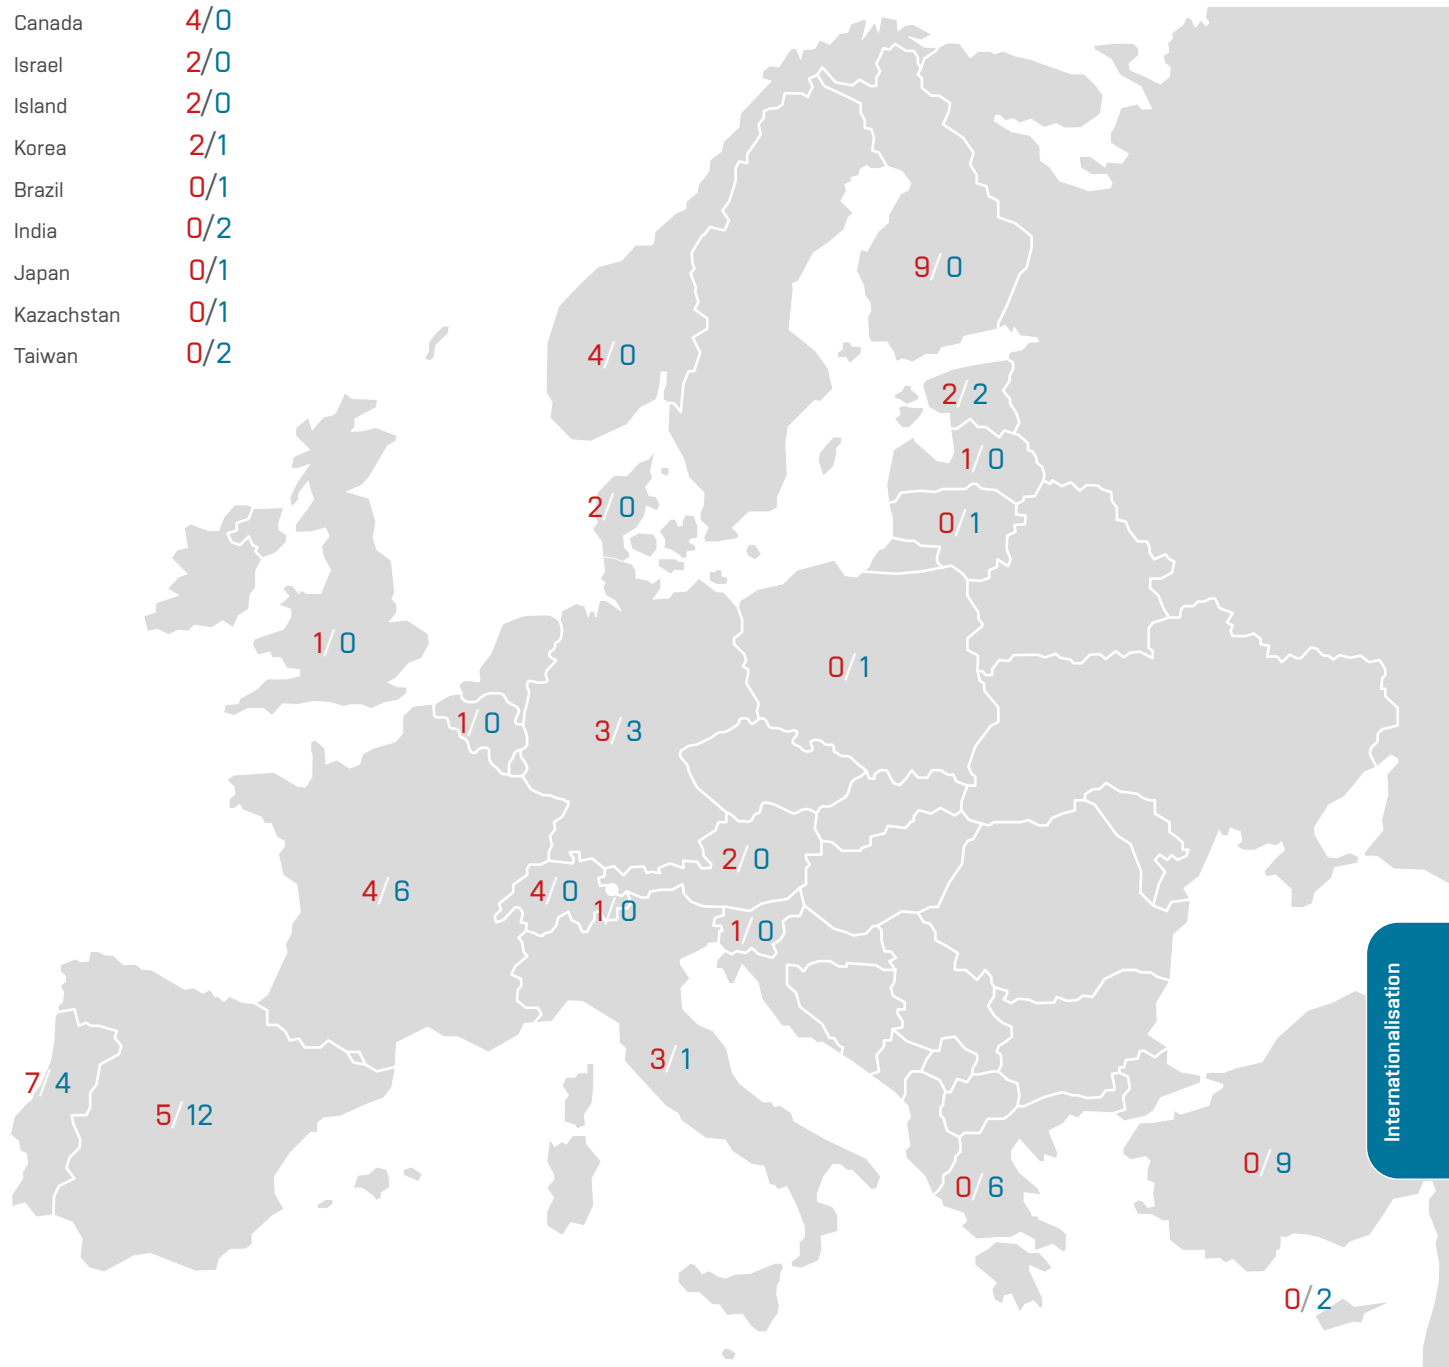 Canada 4/0
Israel 2/0
Island 2/0
Korea 2/1
Brazil 0/1
India 0/2
Japan 0/1
Kazachstan 0/1
Taiwan 0/2
9/0
4/0
2/2
1/0
2/0
0/1
1/0
0/1
1/0
3/3
2/0
4/6
4/0
1/0
1/0
Internationalisation
3/1
7/4
5/12
0/9
0/6
0/2